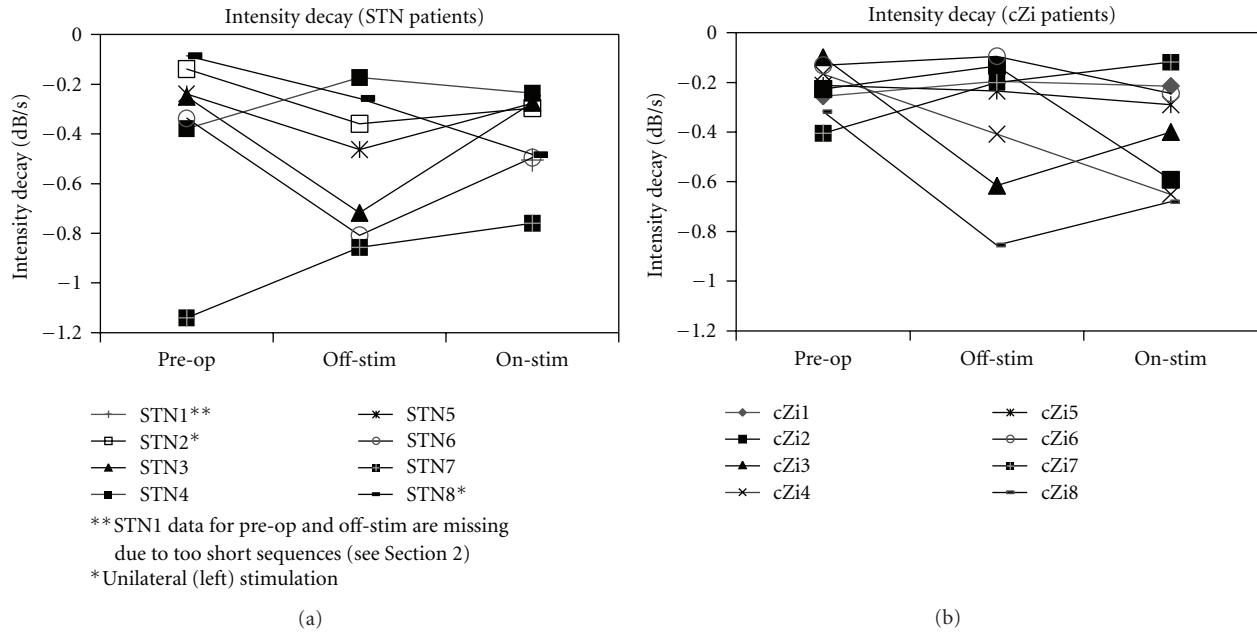 Intensity decay (STN patients)
Intensity decay (dB/s)
0
−0.2
−0.4
−0.6
−0.8
−1
−1.2
Pre-op Off-stim On-stim
STN1**
STN2*
STN3
STN4
STN5
STN6
STN7
STN8*
**STN1 data for pre-op and off-stim are missing
due to too short sequences (see Section 2)
*Unilateral (left) stimulation
(a)
Intensity decay (cZi patients)
Intensity decay (dB/s)
0
−0.2
−0.4
−0.6
−0.8
−1
−1.2
Pre-op Off-stim On-stim
cZi1
cZi2
cZi3
cZi4
cZi5
cZi6
cZi7
cZi8
(b)